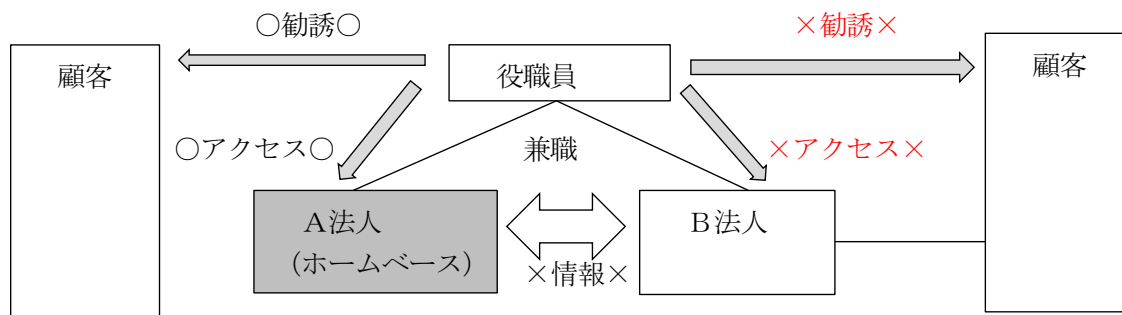 ○勧誘○
×勧誘×
顧客
役職員
顧客
○アクセス○
兼職
×アクセス×
A法人
(ホームベース)
B法人
×情報×